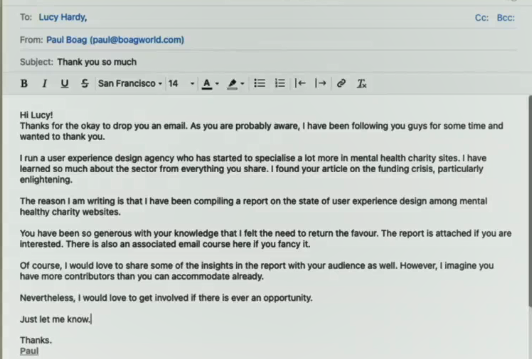 To: Lucy Hardy,
Cc: Bcc:
From: Paul Boag (paul@boagworld.com)
Subject: Thank you so much
B I U S San Francisco 14 A
Hi Lucy!
Thanks for the okay to drop you an email. As you are probably aware, I have been following you guys for some time and
wanted to thank you.
I run a user experience design agency who has started to specialise a lot more in mental health charity sites. I have
learned so much about the sector from everything you share. I found your article on the funding crisis, particularly
enlightening.
The reason I am writing is that I have been compiling a report on the state of user experience design among mental
healthy charity websites.
You have been so generous with your knowledge that I felt the need to return the favour. The report is attached if you are
interested. There is also an associated email course here if you fancy it.
Of course, I would love to share some of the insights in the report with your audience as well. However, I imagine you
have more contributors than you can accommodate already.
Nevertheless, I would love to get involved if there is ever an opportunity.
Just let me know.
Thanks.
Paul